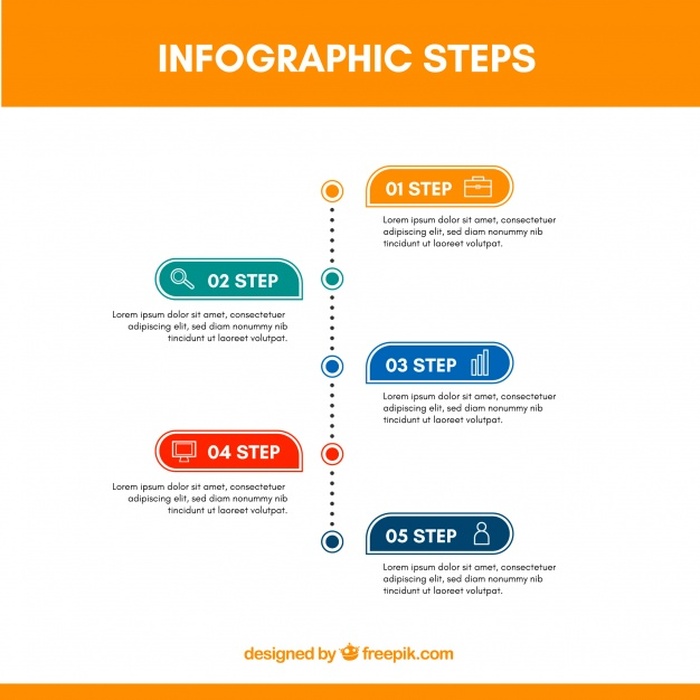 INFOGRAPHIC STEPS
01 STEP
Lorem ipsum dolor sit amet, consectetuer
adipiscing elit, sed diam nonummy nib
tincidunt ut laoreet volutpat.
02 STEP
Lorem ipsum dolor sit amet, consectetuer
adipiscing elit, sed diam nonummy nib
tincidunt ut laoreet volutpat.
03 STEP
Lorem ipsum dolor sit amet, consectetuer
adipiscing elit, sed diam nonummy nib
tincidunt ut laoreet volutpat.
04 STEP
Lorem ipsum dolor sit amet, consectetuer
adipiscing elit, sed diam nonummy nib
tincidunt ut laoreet volutpat.
05 STEP
Lorem ipsum dolor sit amet, consectetuer
adipiscing elit, sed diam nonummy nib
tincidunt ut laoreet volutpat.
designed by freepik.com